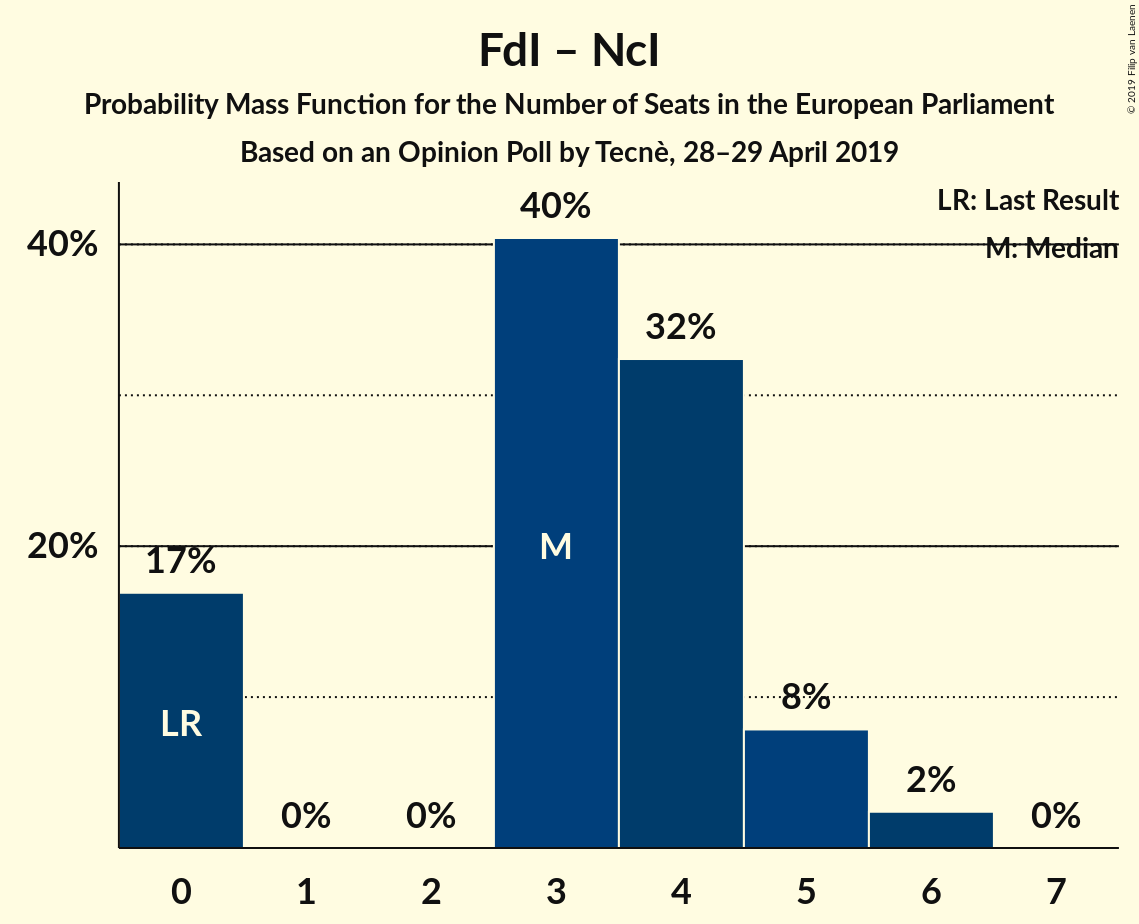 FdI – NcI
Probability Mass Function for the Number of Seats in the European Parliament
Based on an Opinion Poll by Tecnè, 28–29 April 2019
© 2019 Filip van Laenen
LR: Last Result
M: Median
40%
20%
17%
0%
0%
40%
32%
8%
2%
0%
LR
M
0 1 2 3 4 5 6 7